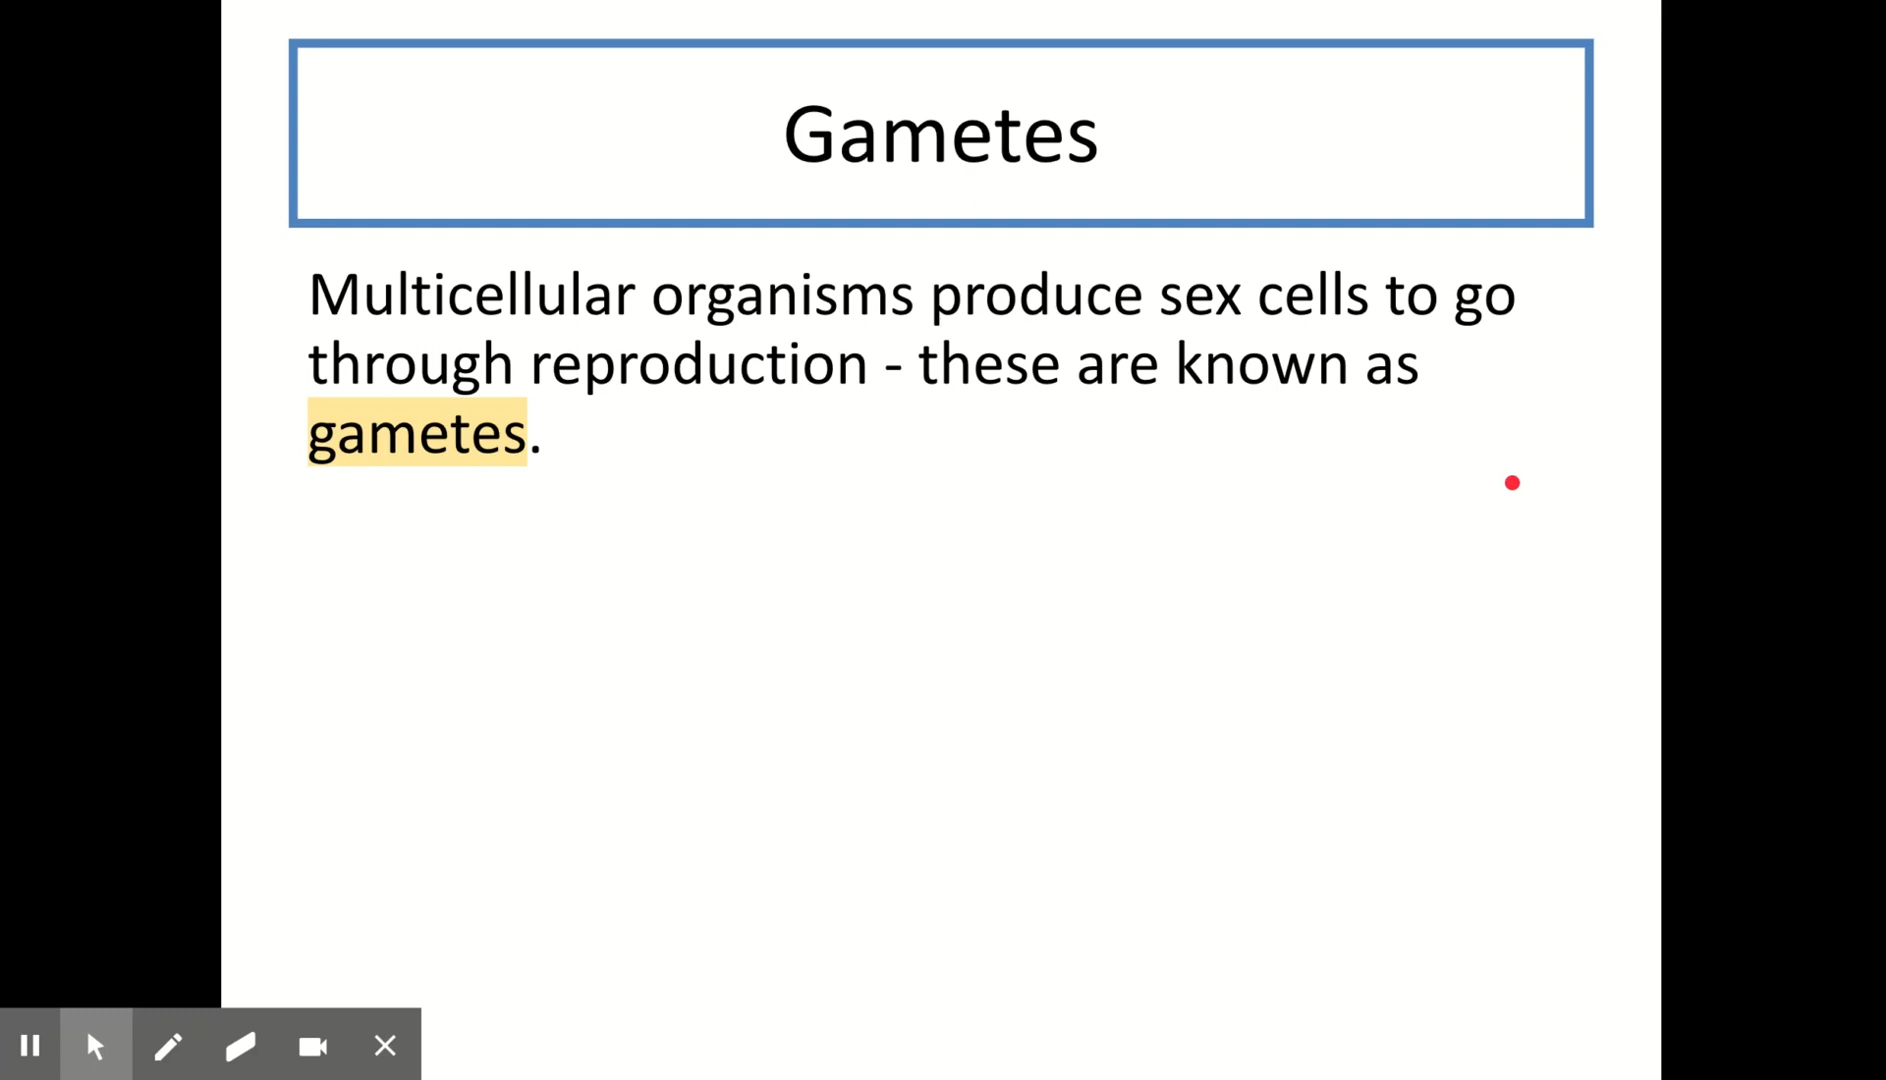 Gametes
Multicellular organisms produce sex cells to go
through reproduction - these are known as
gametes.